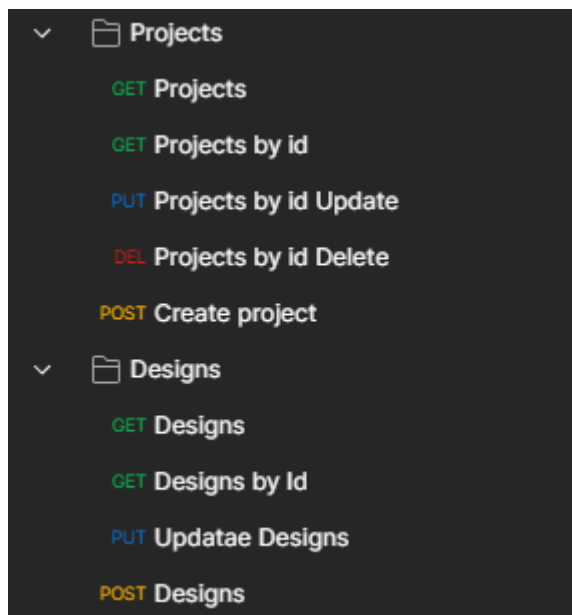 Projects
GET Projects
GET Projects by id
PUT Projects by id Update
DEL Projects by id Delete
POST Create project
Designs
GET Designs
GET Designs by Id
PUT Updatae Designs
POST Designs